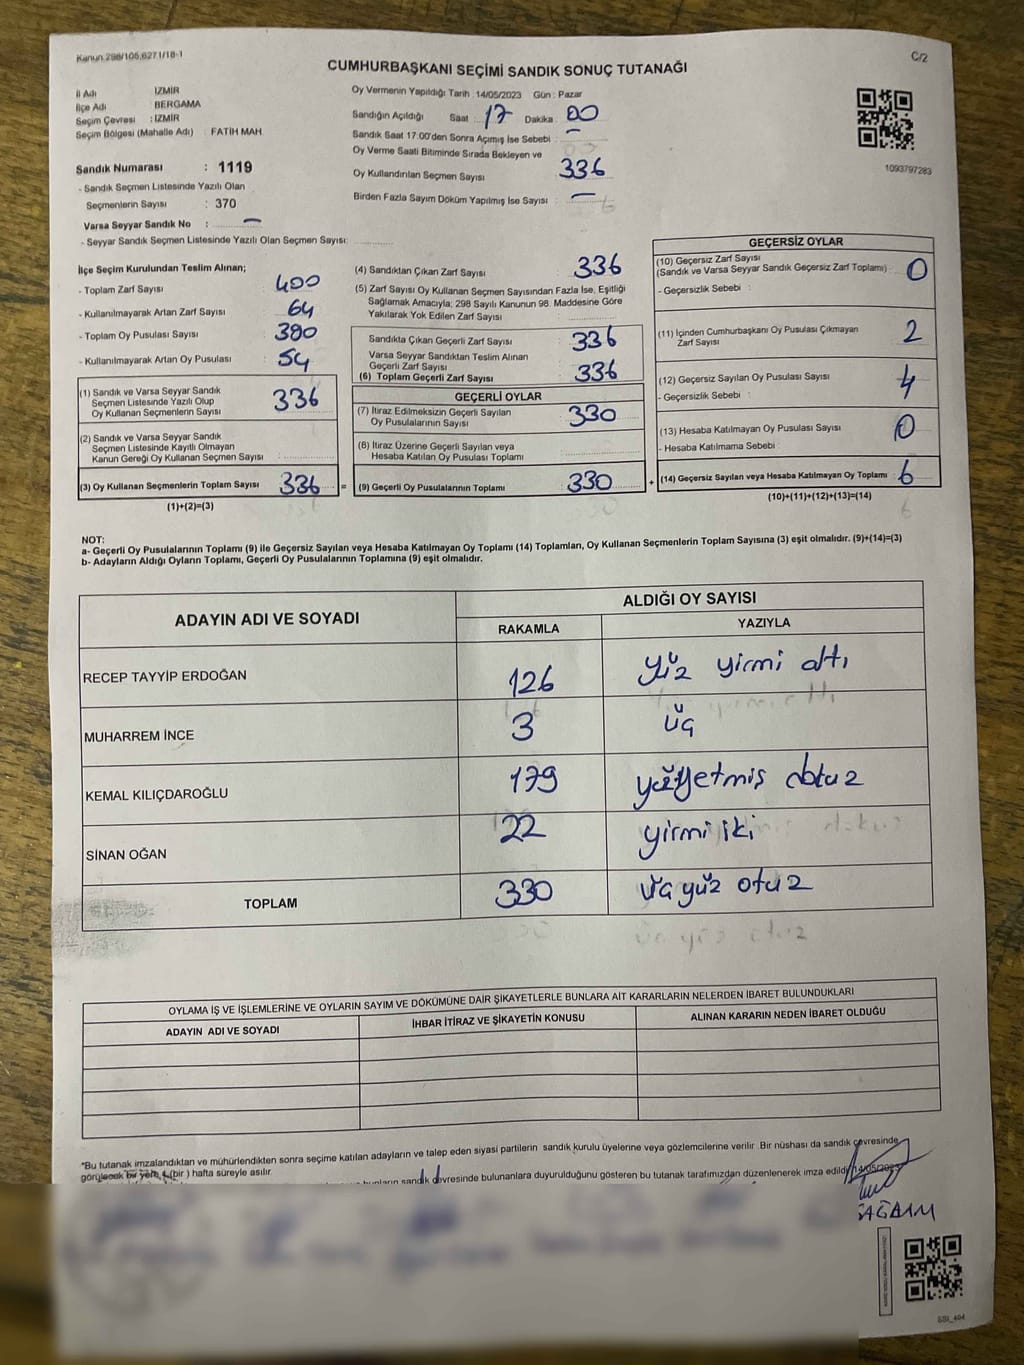 Kanun 298/105,6271/18-1
C/2
CUMHURBAŞKANI SEÇİMİ SANDIK SONUÇ TUTANAĞI
İl Adı İZMİR
İlçe Adı BERGAMA
Seçim Çevresi : İZMİR
Seçim Bölgesi (Mahalle Adı) : FATİH MAH.
Sandık Numarası : 1119
- Sandık Seçmen Listesinde Yazılı Olan
Seçmenlerin Sayısı : 370
Varsa Seyyar Sandık No : –
- Seyyar Sandık Seçmen Listesinde Yazılı Olan Seçmen Sayısı:
Oy Vermenin Yapıldığı Tarih : 14/05/2023 Gün : Pazar
Sandığın Açıldığı Saat : 17 Dakika : 00
Sandık Saat 17:00'den Sonra Açımış İse Sebebi : –
Oy Verme Saati Bitiminde Sırada Bekleyen ve
Oy Kullandırılan Seçmen Sayısı : 336
Birden Fazla Sayım Döküm Yapılmış İse Sayısı : –
1093797283
İlçe Seçim Kurulundan Teslim Alınan;
- Toplam Zarf Sayısı : 400
- Kullanılmayarak Artan Zarf Sayısı : 64
- Toplam Oy Pusulası Sayısı : 390
- Kullanılmayarak Artan Oy Pusulası : 54
(1) Sandık ve Varsa Seyyar Sandık
Seçmen Listesinde Yazılı Olup
Oy Kullanan Seçmenlerin Sayısı : 336
(2) Sandık ve Varsa Seyyar Sandık
Seçmen Listesinde Kayıtlı Olmayan
Kanun Gereği Oy Kullanan Seçmen Sayısı :
(3) Oy Kullanan Seçmenlerin Toplam Sayısı : 336 =
(1)+(2)=(3)
(4) Sandıktan Çıkan Zarf Sayısı : 336
(5) Zarf Sayısı Oy Kullanan Seçmen Sayısından Fazla İse, Eşitliği
Sağlamak Amacıyla; 298 Sayılı Kanunun 98. Maddesine Göre
Yakılarak Yok Edilen Zarf Sayısı :
Sandıkta Çıkan Geçerli Zarf Sayısı : 336
Varsa Seyyar Sandıktan Teslim Alınan
Geçerli Zarf Sayısı
(6) Toplam Geçerli Zarf Sayısı : 336
GEÇERLİ OYLAR
(7) İtiraz Edilmeksizin Geçerli Sayılan
Oy Pusulalarının Sayısı : 330
(8) İtiraz Üzerine Geçerli Sayılan veya
Hesaba Katılan Oy Pusulası Toplamı :
(9) Geçerli Oy Pusulalarının Toplamı : 330 +
GEÇERSİZ OYLAR
(10) Geçersiz Zarf Sayısı
(Sandık ve Varsa Seyyar Sandık Geçersiz Zarf Toplamı) : 0
- Geçersizlik Sebebi :
(11) İçinden Cumhurbaşkanı Oy Pusulası Çıkmayan
Zarf Sayısı : 2
(12) Geçersiz Sayılan Oy Pusulası Sayısı : 4
- Geçersizlik Sebebi :
(13) Hesaba Katılmayan Oy Pusulası Sayısı : 0
- Hesaba Katılmama Sebebi :
(14) Geçersiz Sayılan veya Hesaba Katılmayan Oy Toplamı : 6
(10)+(11)+(12)+(13)=(14)
NOT:
a- Geçerli Oy Pusulalarının Toplamı (9) ile Geçersiz Sayılan veya Hesaba Katılmayan Oy Toplamı (14) Toplamları, Oy Kullanan Seçmenlerin Toplam Sayısına (3) eşit olmalıdır. (9)+(14)=(3)
b- Adayların Aldığı Oyların Toplamı, Geçerli Oy Pusulalarının Toplamına (9) eşit olmalıdır.
ADAYIN ADI VE SOYADI ALDIĞI OY SAYISI
RAKAMLA YAZIYLA
RECEP TAYYİP ERDOĞAN 126 yüz yirmi altı
MUHARREM İNCE 3 üç
KEMAL KILIÇDAROĞLU 179 yüzyetmiş dokuz
SİNAN OĞAN 22 yirmi iki
TOPLAM 330 üçyüz otuz
OYLAMA İŞ VE İŞLEMLERİNE VE OYLARIN SAYIM VE DÖKÜMÜNE DAİR ŞİKAYETLERLE BUNLARA AİT KARARLARIN NELERDEN İBARET BULUNDUKLARI
ADAYIN ADI VE SOYADI İHBAR İTİRAZ VE ŞİKAYETİN KONUSU ALINAN KARARIN NEDEN İBARET OLDUĞU
*Bu tutanak imzalandıktan ve mühürlendikten sonra seçime katılan adayların ve talep eden siyasi partilerin sandık kurulu üyelerine veya gözlemcilerine verilir. Bir nüshası da sandık çevresinde
görülecek bir yere 1 (bir) hafta süreyle asılır.
sandık çevresinde bulunanlara duyurulduğunu gösteren bu tutanak tarafımızdan düzenlenerek imza edildi. 14/05/2023